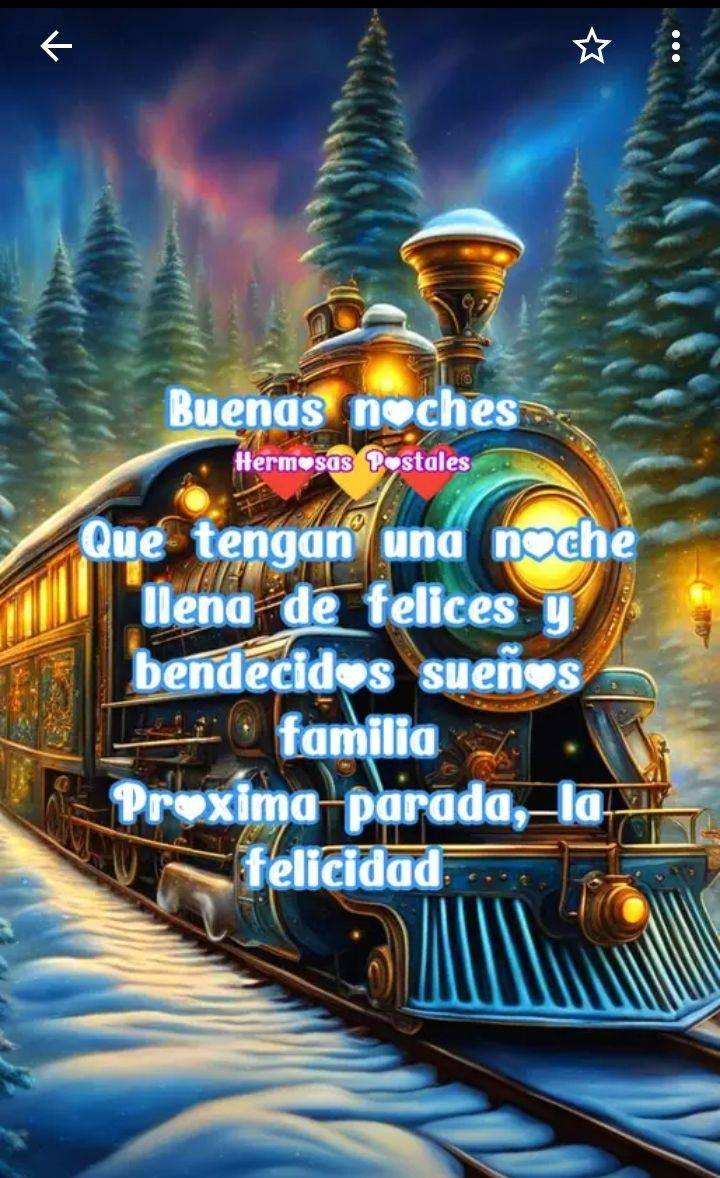 Buenas noches
Hermosas Postales
Que tengan una noche
llena de felices y
bendecidos sueños
familia
Proxima parada, la
felicidad